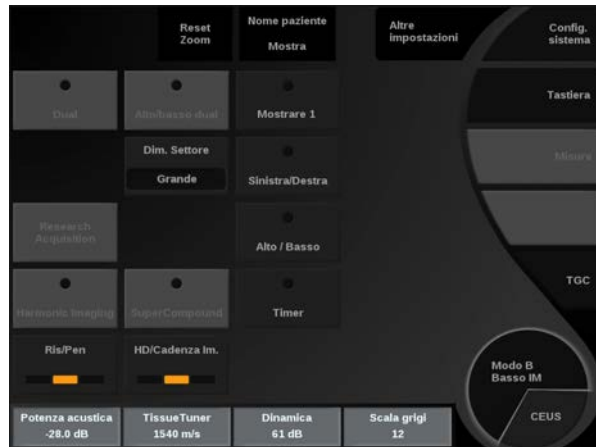 Reset
Zoom
Nome paziente
Mostra
Altre
impostazioni
Config.
sistema
Tastiera
Dual
Alto/basso dual
Mostrare 1
Misure
Dim. Settore
Grande
Sinistra/Destra
Research
Acquisition
Alto / Basso
TGC
Harmonic Imaging
SuperCompound
Timer
Ris/Pen
HD/Cadenza Im.
Modo B
Basso IM
CEUS
Potenza acustica
-28.0 dB
TissueTuner
1540 m/s
Dinamica
61 dB
Scala grigi
12